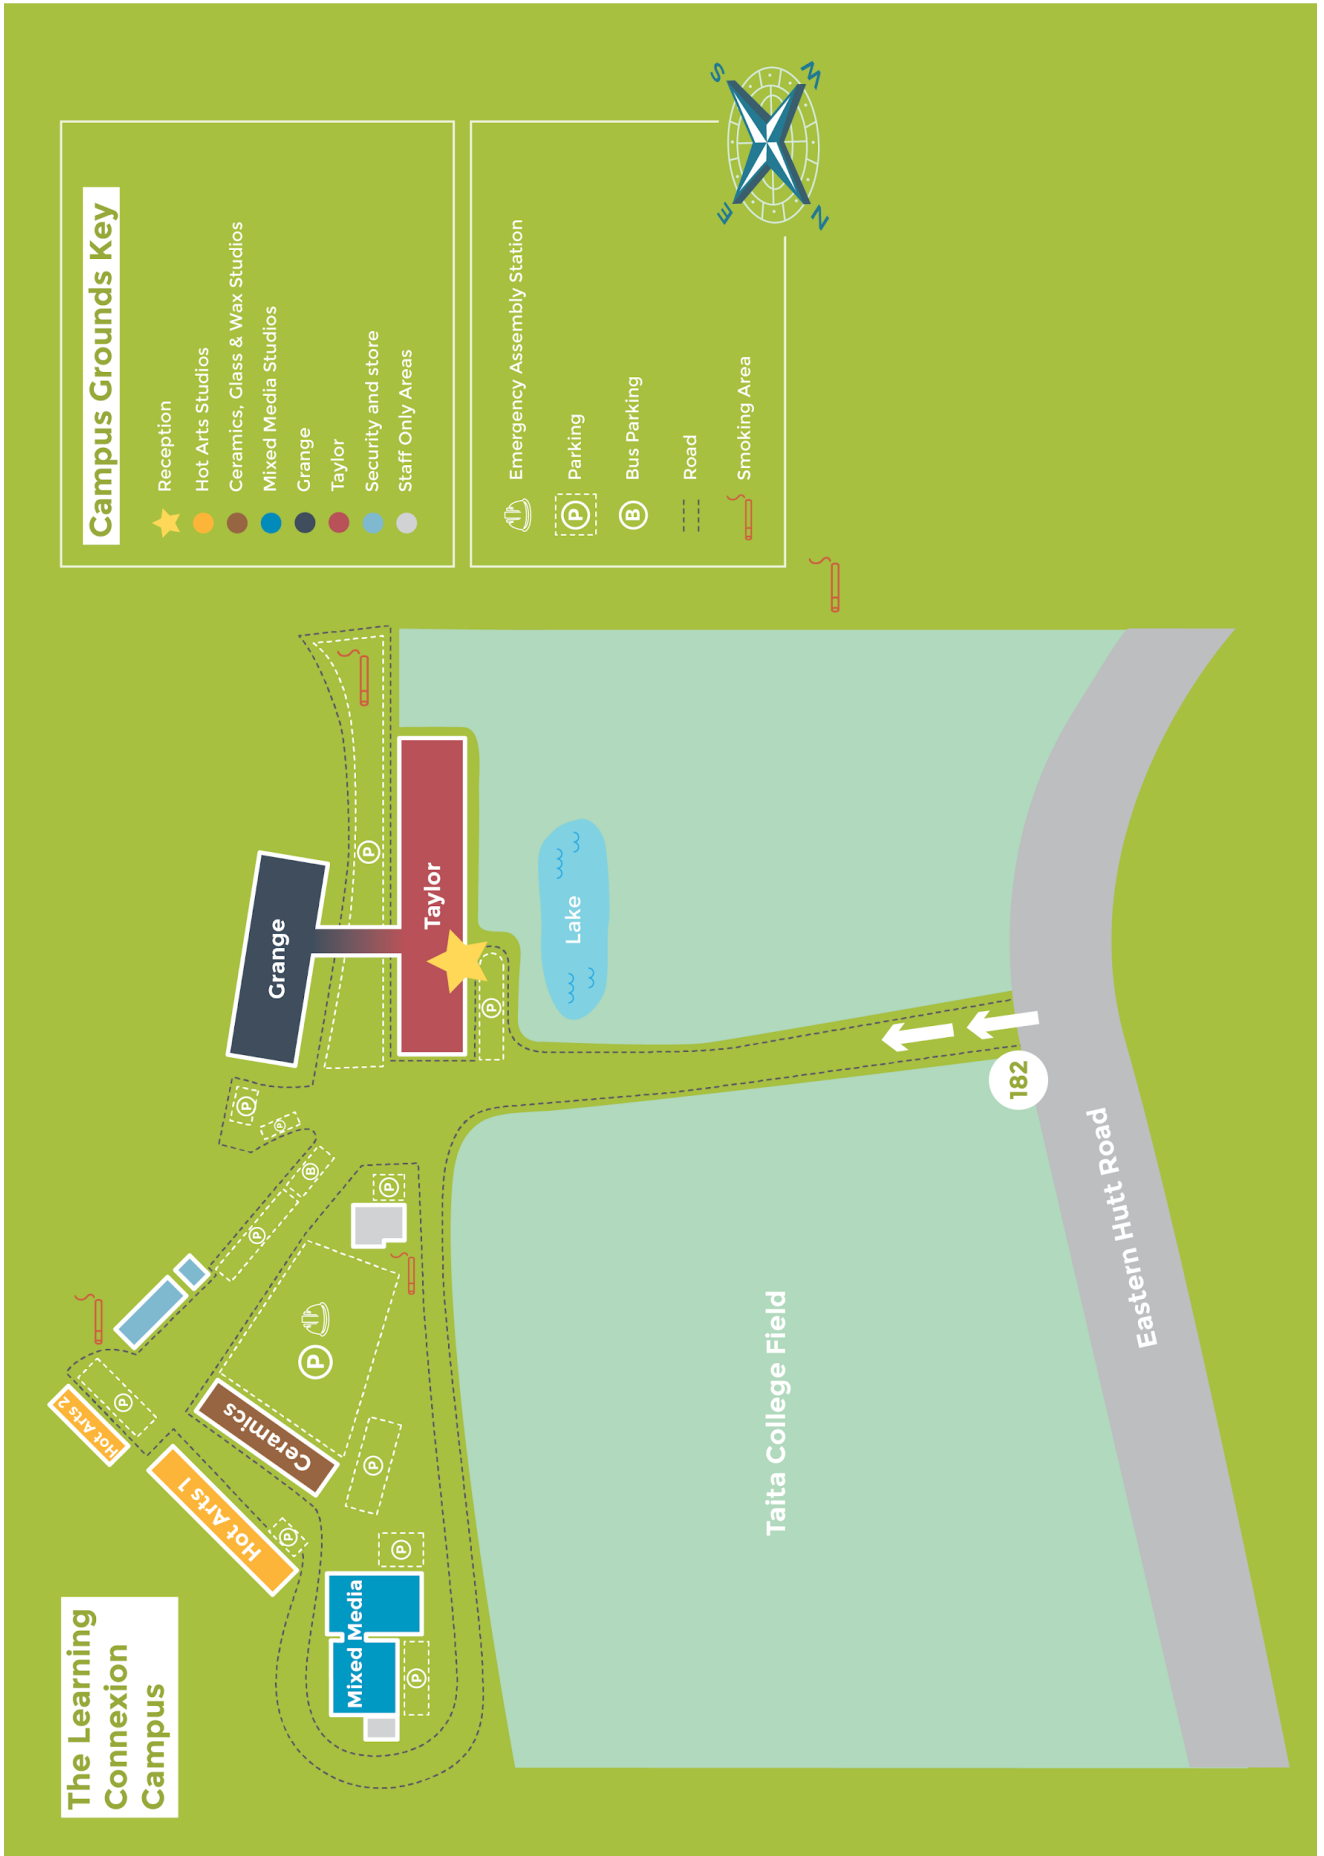 The Learning
Connexion
Campus
Campus Grounds Key
Reception
Hot Arts Studios
Ceramics, Glass & Wax Studios
Mixed Media Studios
Grange
Taylor
Security and store
Staff Only Areas
Emergency Assembly Station
P
Parking
B
Bus Parking
Road
Smoking Area
S
W
E
N
Hot Arts 2
P
Hot Arts 1
P
Ceramics
P
P
P
Mixed Media
P
P
B
P
P
P
Grange
P
Taylor
P
Lake
182
Taita College Field
Eastern Hutt Road